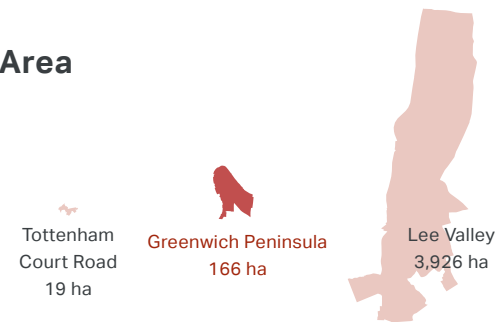 Area
Tottenham
Court Road
19 ha
Greenwich Peninsula
166 ha
Lee Valley
3,926 ha